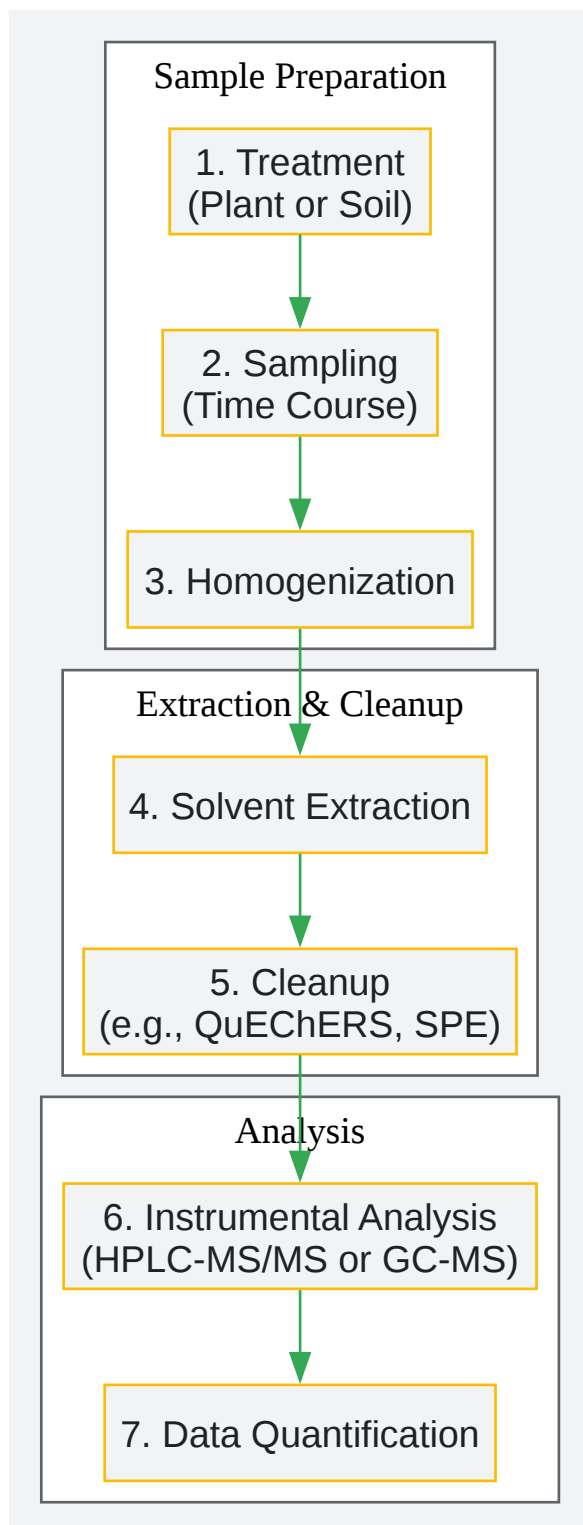 Sample Preparation
1. Treatment
(Plant or Soil)
2. Sampling
(Time Course)
3. Homogenization
Extraction & Cleanup
4. Solvent Extraction
5. Cleanup
(e.g., QuEChERS, SPE)
Analysis
6. Instrumental Analysis
(HPLC-MS/MS or GC-MS)
7. Data Quantification